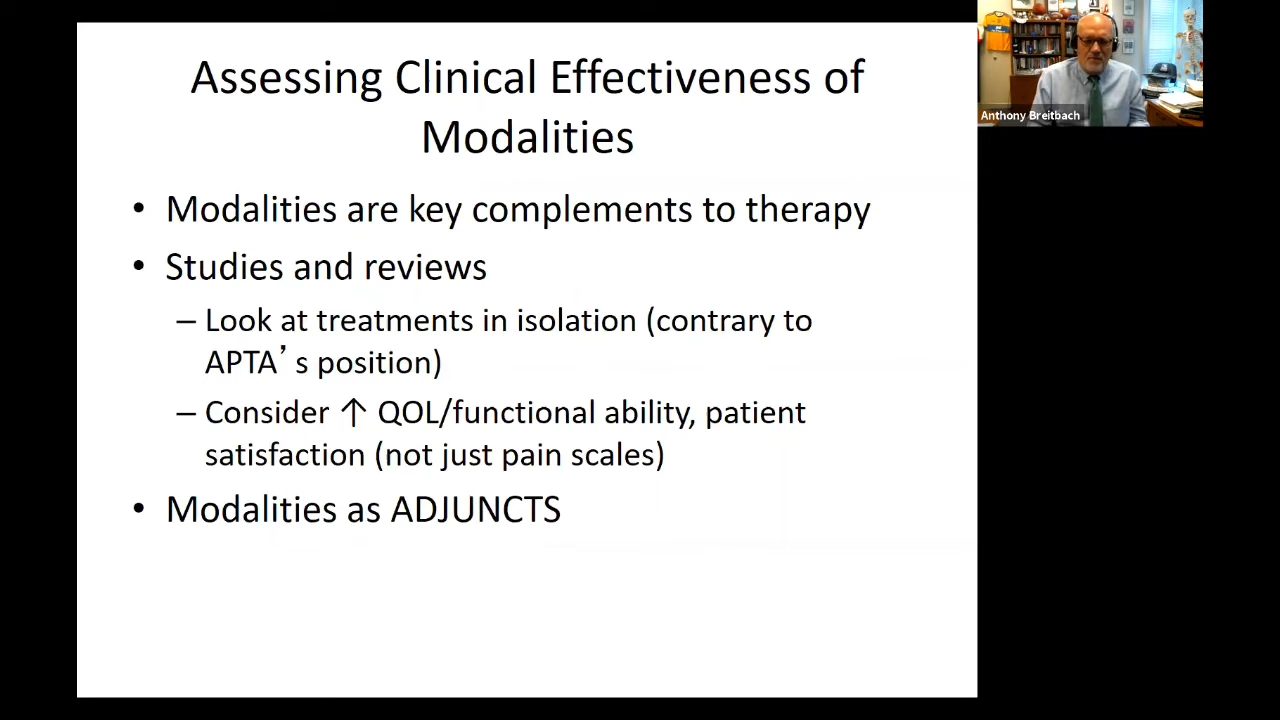 Assessing Clinical Effectiveness of
Modalities
• Modalities are key complements to therapy
• Studies and reviews
– Look at treatments in isolation (contrary to
APTA’s position)
– Consider ↑ QOL/functional ability, patient
satisfaction (not just pain scales)
• Modalities as ADJUNCTS
Anthony Breitbach